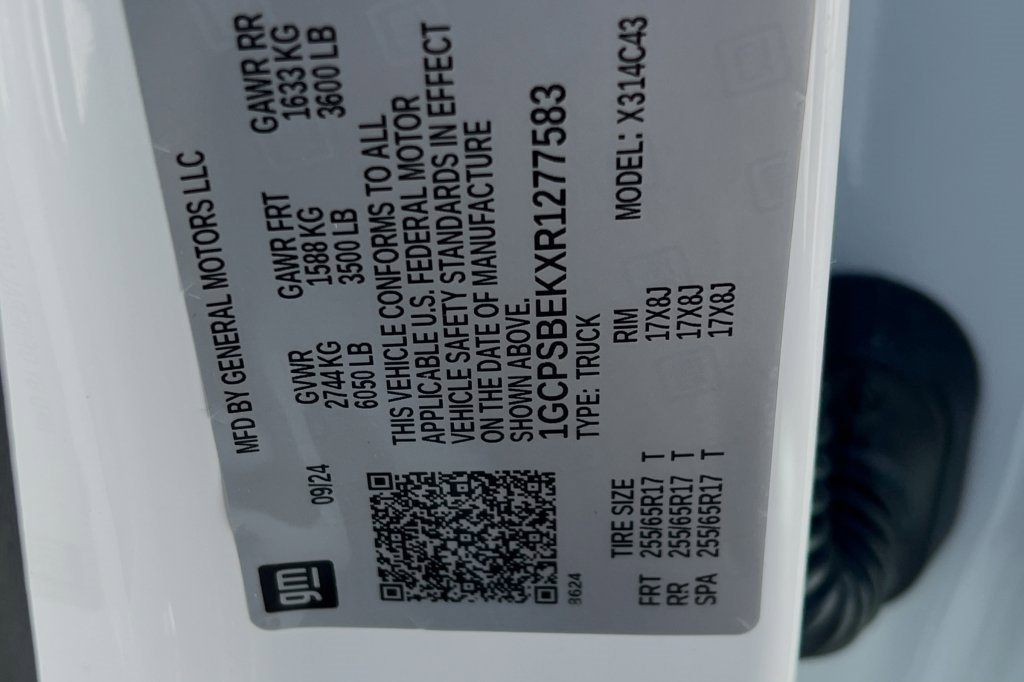 gm
09/24
MFD BY GENERAL MOTORS LLC
GVWR GAWR FRT GAWR RR
2744 KG 1588 KG 1633 KG
6050 LB 3500 LB 3600 LB
THIS VEHICLE CONFORMS TO ALL
APPLICABLE U.S. FEDERAL MOTOR
VEHICLE SAFETY STANDARDS IN EFFECT
ON THE DATE OF MANUFACTURE
SHOWN ABOVE.
1GCPSBEKXR1277583
TYPE: TRUCK
8624
MODEL: X314C43
TIRE SIZE RIM
FRT 255/65R17 T 17X8J
RR 255/65R17 T 17X8J
SPA 255/65R17 T 17X8J